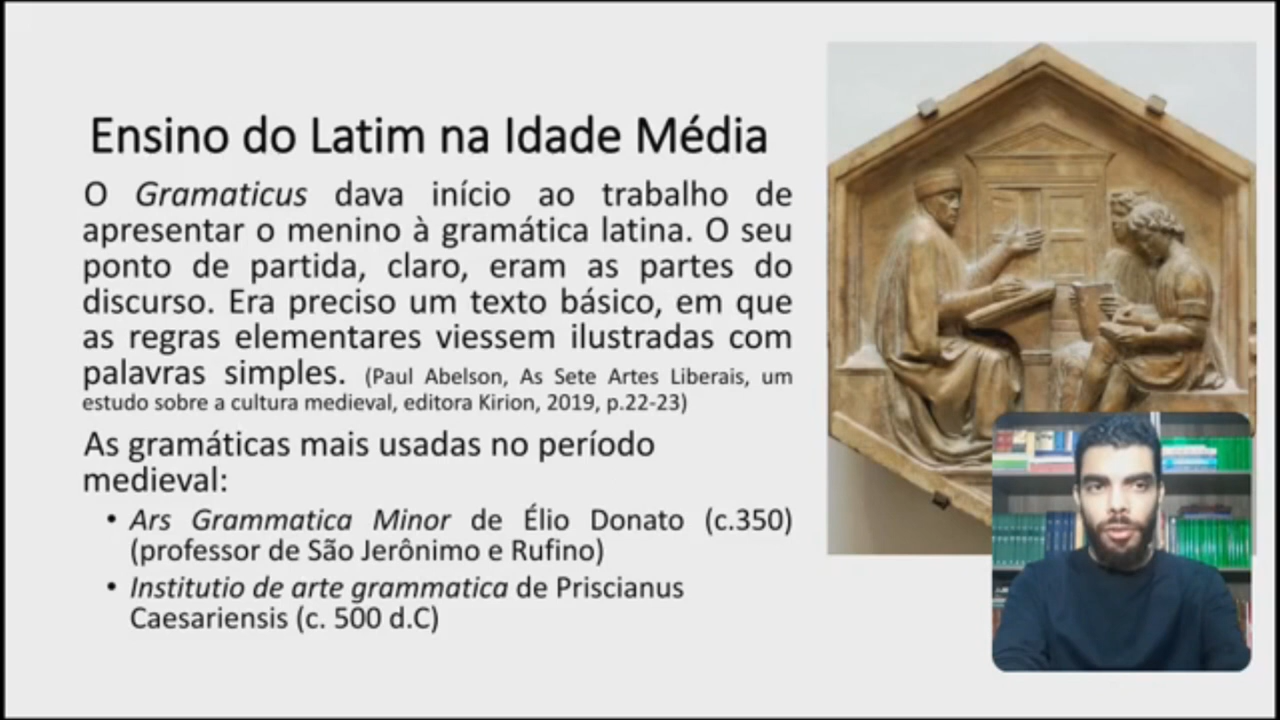 Ensino do Latim na Idade Média
O Gramaticus dava início ao trabalho de
apresentar o menino à gramática latina. O seu
ponto de partida, claro, eram as partes do
discurso. Era preciso um texto básico, em que
as regras elementares viessem ilustradas com
palavras simples. (Paul Abelson, As Sete Artes Liberais, um
estudo sobre a cultura medieval, editora Kirion, 2019, p.22-23)
As gramáticas mais usadas no período
medieval:
• Ars Grammatica Minor de Élio Donato (c.350)
(professor de São Jerônimo e Rufino)
• Institutio de arte grammatica de Priscianus
Caesariensis (c. 500 d.C)